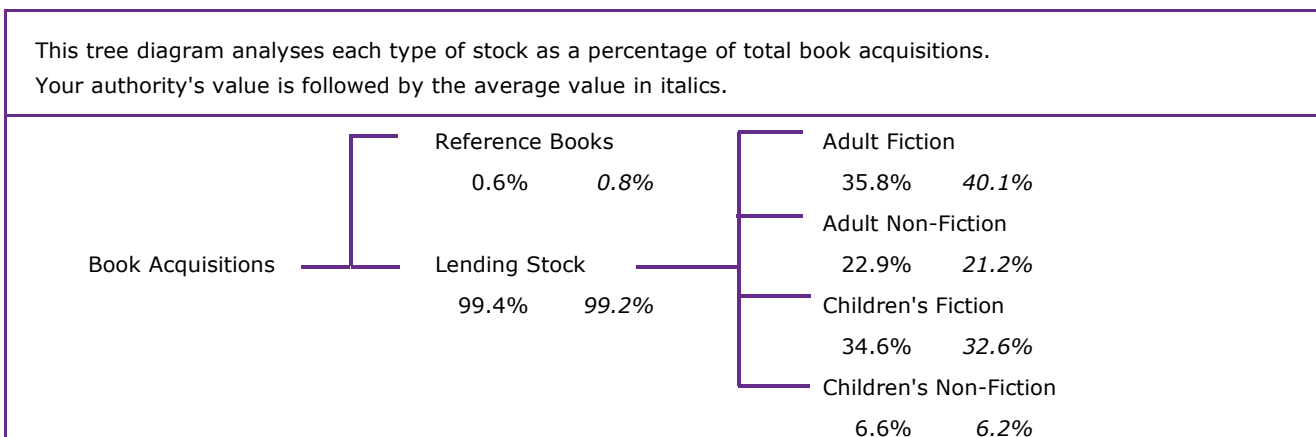 This tree diagram analyses each type of stock as a percentage of total book acquisitions.
Your authority's value is followed by the average value in italics.
Reference Books
0.6% 0.8%
Book Acquisitions
Lending Stock
99.4% 99.2%
Adult Fiction
35.8% 40.1%
Adult Non-Fiction
22.9% 21.2%
Children's Fiction
34.6% 32.6%
Children's Non-Fiction
6.6% 6.2%